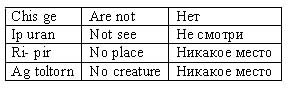 Chis ge Are not Нет
Ip uran Not see Не смотри
Ri- pir No place Никакое место
Ag toltorn No creature Никакое место